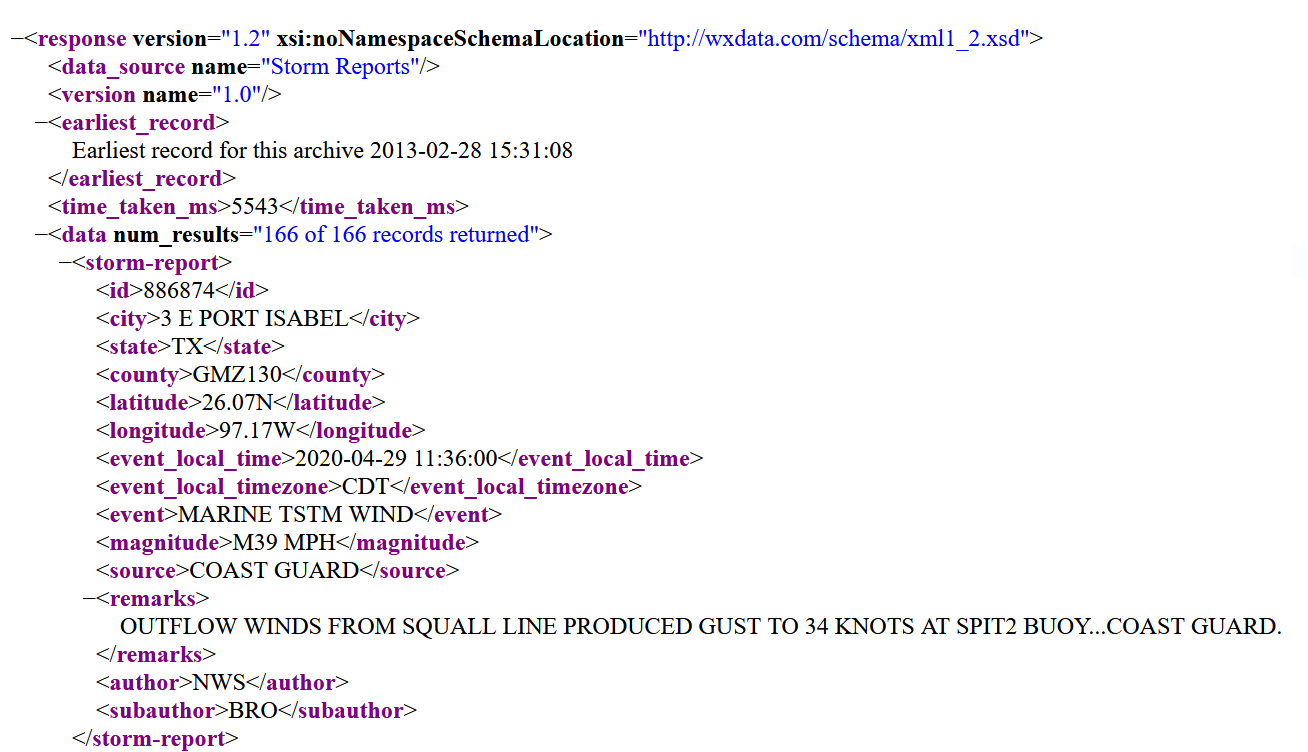 −<response version="1.2" xsi:noNamespaceSchemaLocation="http://wxdata.com/schema/xml1_2.xsd">
<data_source name="Storm Reports"/>
<version name="1.0"/>
−<earliest_record>
Earliest record for this archive 2013-02-28 15:31:08
</earliest_record>
<time_taken_ms>5543</time_taken_ms>
−<data num_results="166 of 166 records returned">
−<storm-report>
<id>886874</id>
<city>3 E PORT ISABEL</city>
<state>TX</state>
<county>GMZ130</county>
<latitude>26.07N</latitude>
<longitude>97.17W</longitude>
<event_local_time>2020-04-29 11:36:00</event_local_time>
<event_local_timezone>CDT</event_local_timezone>
<event>MARINE TSTM WIND</event>
<magnitude>M39 MPH</magnitude>
<source>COAST GUARD</source>
−<remarks>
OUTFLOW WINDS FROM SQUALL LINE PRODUCED GUST TO 34 KNOTS AT SPIT2 BUOY...COAST GUARD.
</remarks>
<author>NWS</author>
<subauthor>BRO</subauthor>
</storm-report>